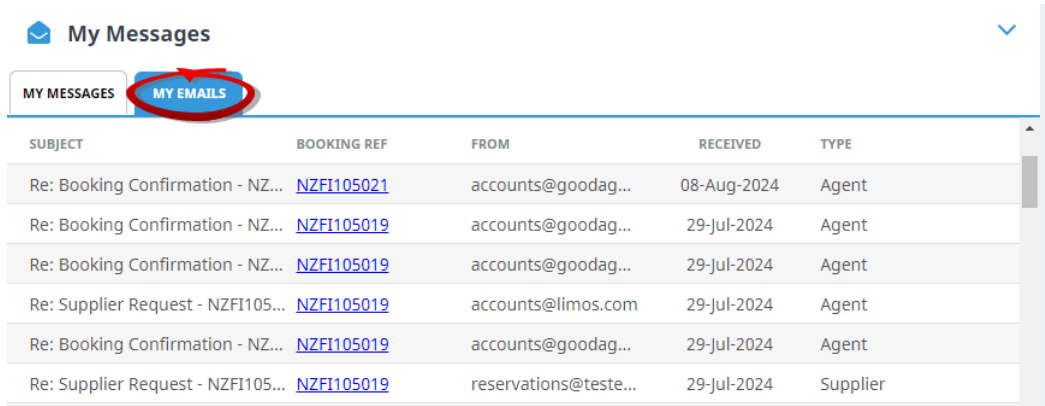 My Messages
MY MESSAGES MY EMAILS
SUBJECT BOOKING REF FROM RECEIVED TYPE
Re: Booking Confirmation - NZ... NZFI105021 accounts@goodag... 08-Aug-2024 Agent
Re: Booking Confirmation - NZ... NZFI105019 accounts@goodag... 29-Jul-2024 Agent
Re: Booking Confirmation - NZ... NZFI105019 accounts@goodag... 29-Jul-2024 Agent
Re: Supplier Request - NZFI105... NZFI105019 accounts@limos.com 29-Jul-2024 Agent
Re: Booking Confirmation - NZ... NZFI105019 accounts@goodag... 29-Jul-2024 Agent
Re: Supplier Request - NZFI105... NZFI105019 reservations@teste... 29-Jul-2024 Supplier